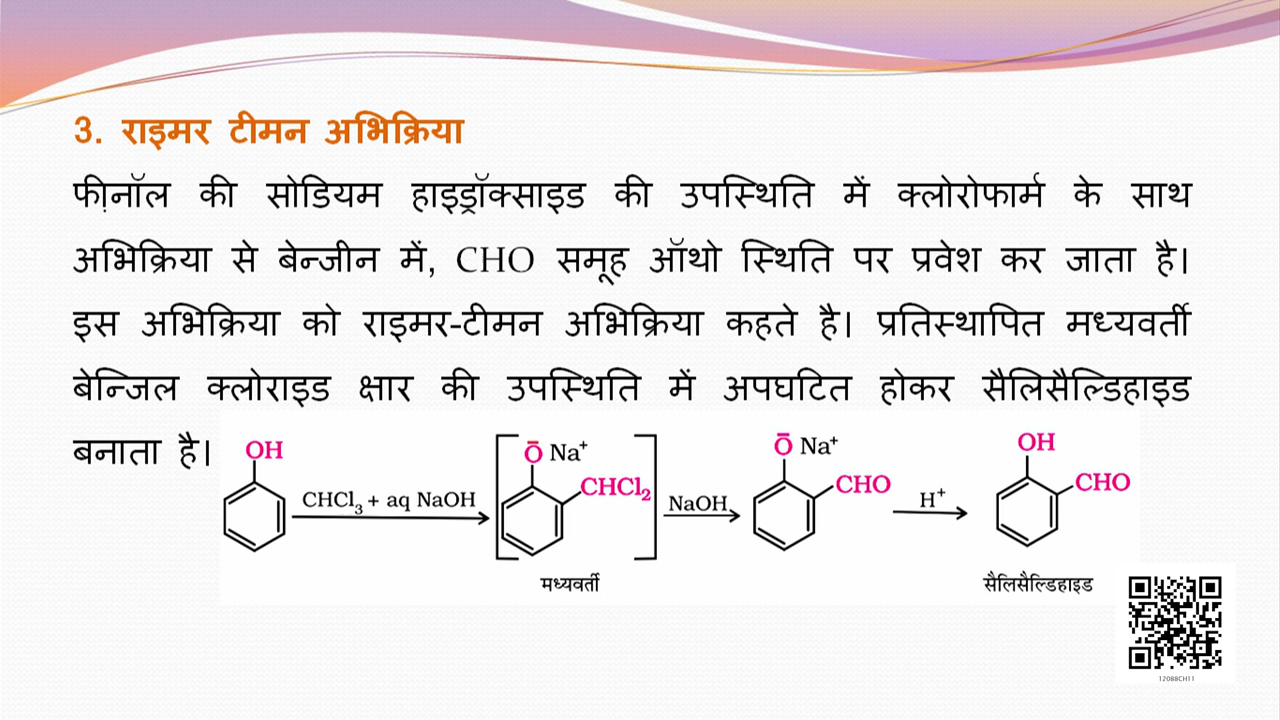 3. राइमर टीमन अभिक्रिया
फी़नॉल की सोडियम हाइड्रॉक्साइड की उपस्थिति में क्लोरोफार्म के साथ
अभिक्रिया से बेन्जीन में, CHO समूह ऑथो स्थिति पर प्रवेश कर जाता है।
इस अभिक्रिया को राइमर-टीमन अभिक्रिया कहते है। प्रतिस्थापित मध्यवर्ती
बेन्जिल क्लोराइड क्षार की उपस्थिति में अपघटित होकर सैलिसैल्डिहाइड
बनाता है।
OH
CHCl₃ + aq NaOH
Ō Na⁺
CHCl₂
NaOH
Ō Na⁺
CHO
H⁺
OH
CHO
मध्यवर्ती
सैलिसैल्डिहाइड
12088CH11